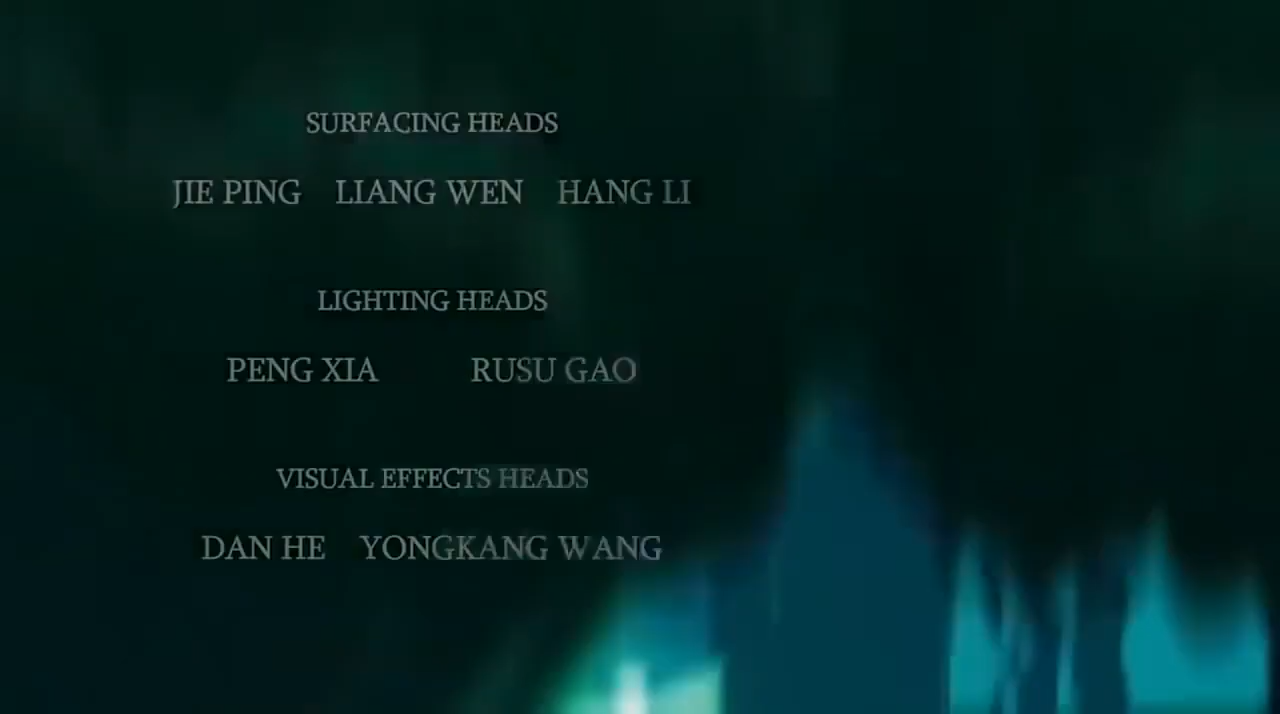 SURFACING HEADS
JIE PING LIANG WEN HANG LI
LIGHTING HEADS
PENG XIA RUSU GAO
VISUAL EFFECTS HEADS
DAN HE YONGKANG WANG